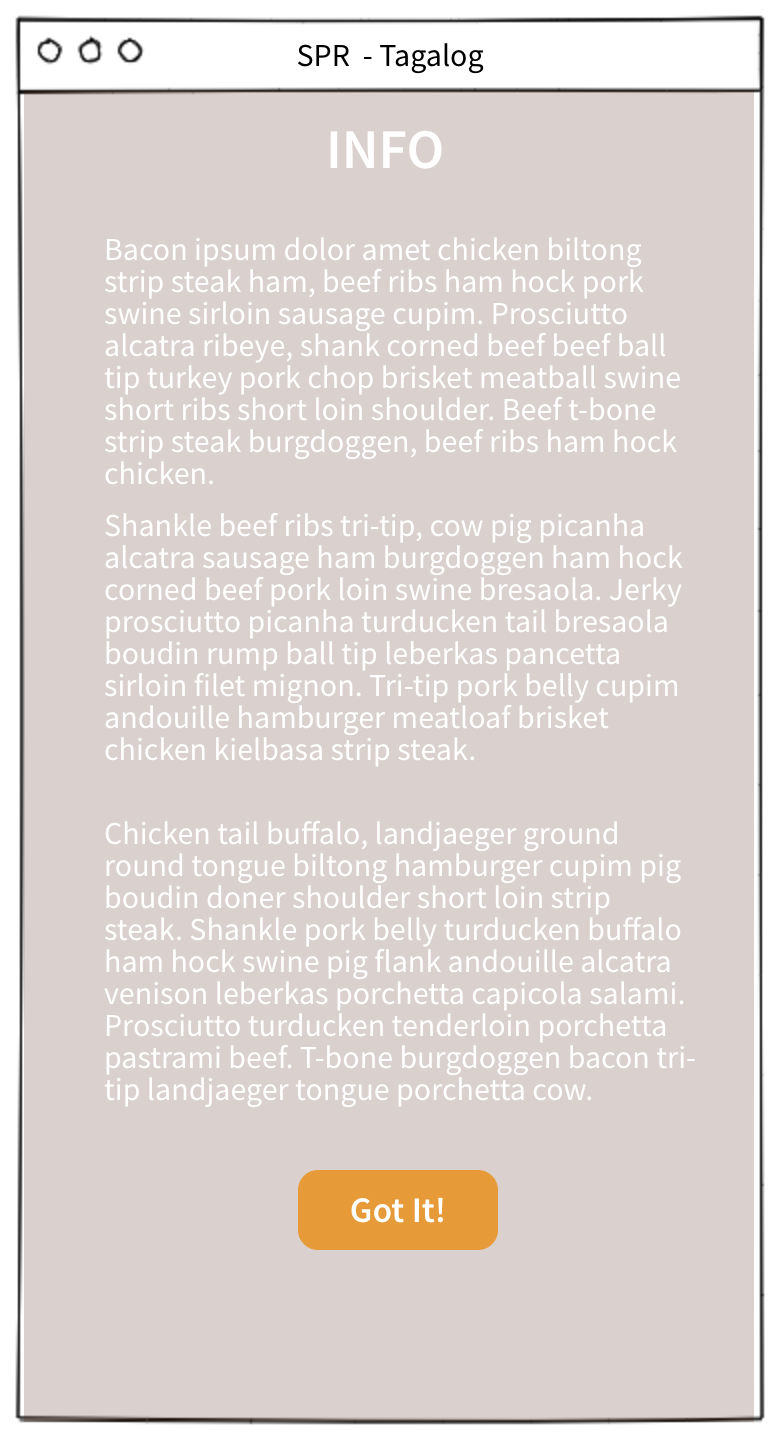 SPR - Tagalog
INFO
Bacon ipsum dolor amet chicken biltong
strip steak ham, beef ribs ham hock pork
swine sirloin sausage cupim. Prosciutto
alcatra ribeye, shank corned beef beef ball
tip turkey pork chop brisket meatball swine
short ribs short loin shoulder. Beef t-bone
strip steak burgdoggen, beef ribs ham hock
chicken.
Shankle beef ribs tri-tip, cow pig picanha
alcatra sausage ham burgdoggen ham hock
corned beef pork loin swine bresaola. Jerky
prosciutto picanha turducken tail bresaola
boudin rump ball tip leberkas pancetta
sirloin filet mignon. Tri-tip pork belly cupim
andouille hamburger meatloaf brisket
chicken kielbasa strip steak.
Chicken tail buffalo, landjaeger ground
round tongue biltong hamburger cupim pig
boudin doner shoulder short loin strip
steak. Shankle pork belly turducken buffalo
ham hock swine pig flank andouille alcatra
venison leberkas porchetta capicola salami.
Prosciutto turducken tenderloin porchetta
pastrami beef. T-bone burgdoggen bacon tri-
tip landjaeger tongue porchetta cow.
Got It!